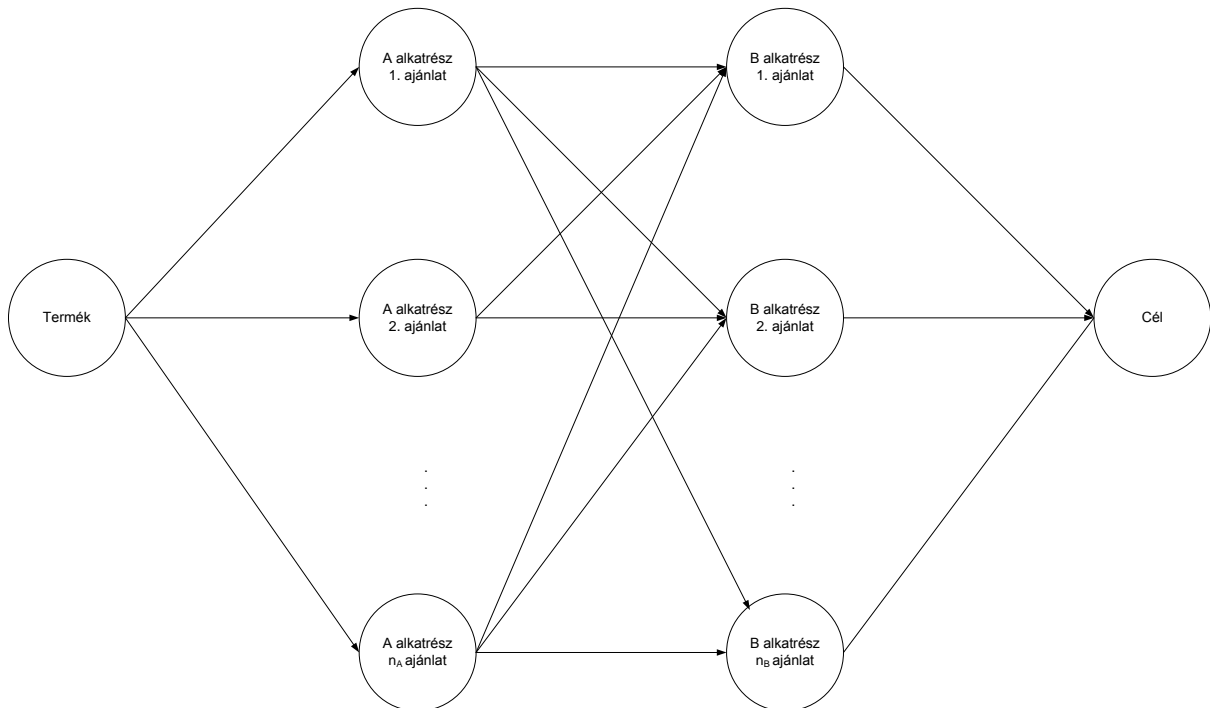 A alkatrész
1. ajánlat
B alkatrész
1. ajánlat
Termék
A alkatrész
2. ajánlat
B alkatrész
2. ajánlat
Cél
.
.
.
.
.
.
A alkatrész
nA ajánlat
B alkatrész
nB ajánlat